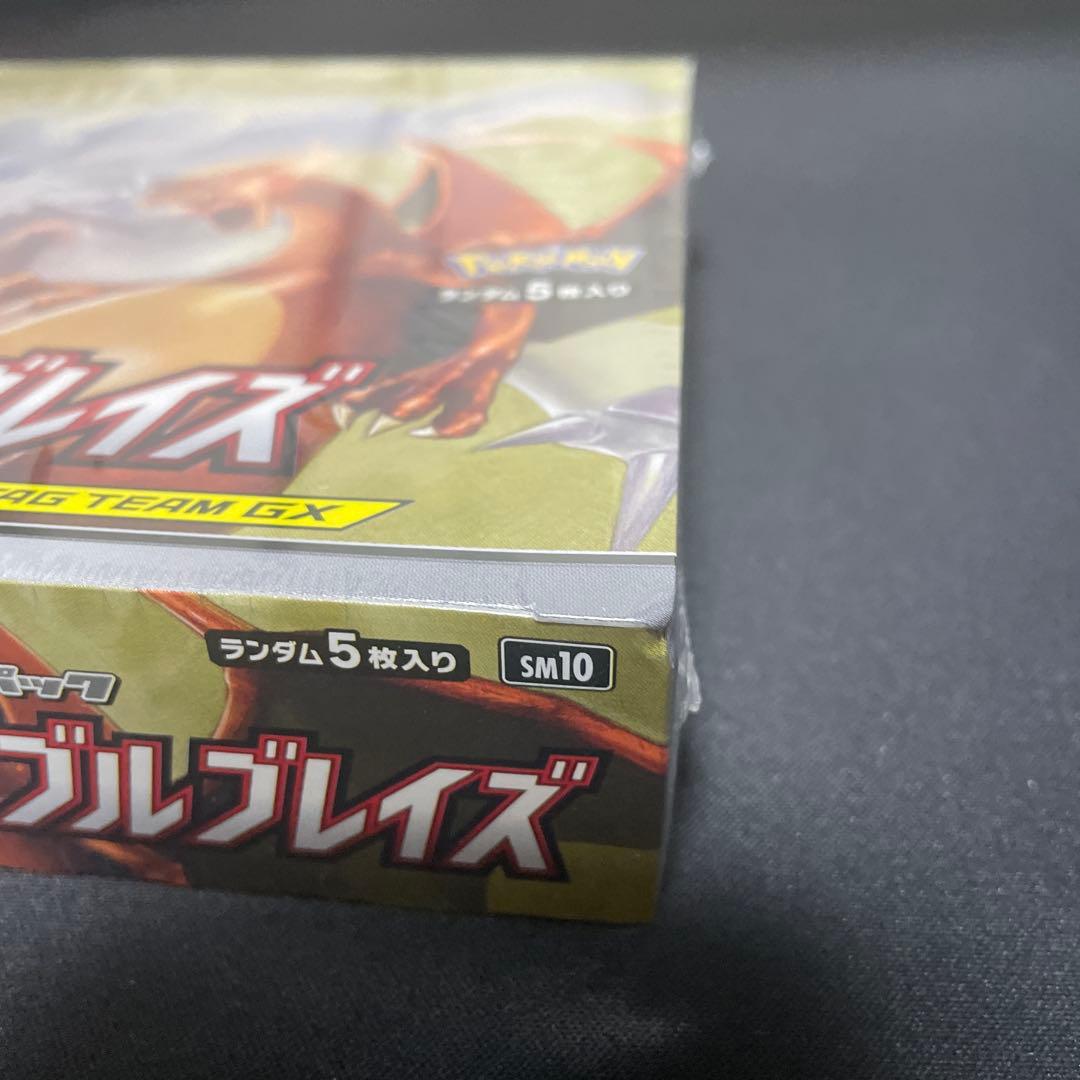 Pokémon
ランダム5枚入り
ブレイズ
TAG TEAM GX
ランダム5枚入り
SM10
パック
ブルブレイズ